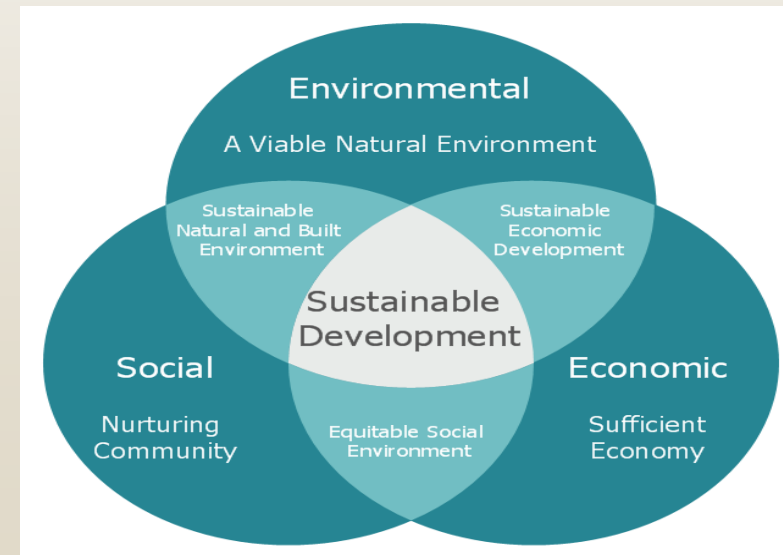 Environmental
A Viable Natural Environment
Sustainable
Natural and Built
Environment
Sustainable
Economic
Development
Sustainable
Development
Social
Nurturing
Community
Economic
Sufficient
Economy
Equitable Social
Environment